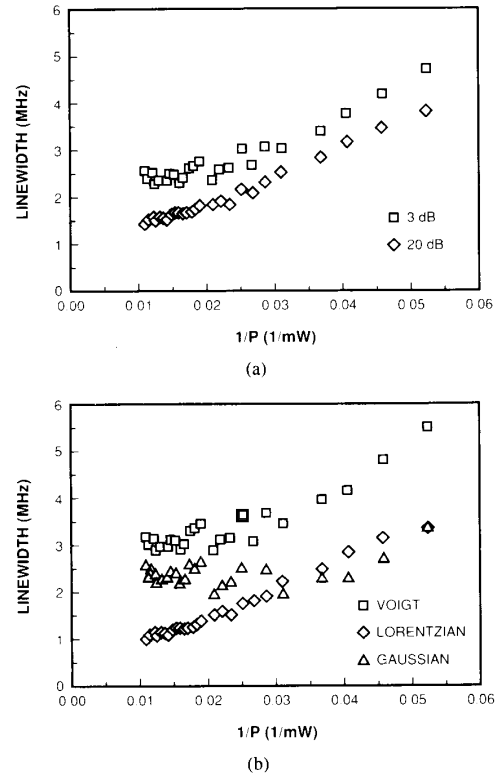 6
5
4
3
2
1
0
LINEWIDTH (MHz)
3 dB
20 dB
0.00 0.01 0.02 0.03 0.04 0.05 0.06
1/P (1/mW)
(a)
6
5
4
3
2
1
0
LINEWIDTH (MHz)
VOIGT
LORENTZIAN
GAUSSIAN
0.00 0.01 0.02 0.03 0.04 0.05 0.06
1/P (1/mW)
(b)